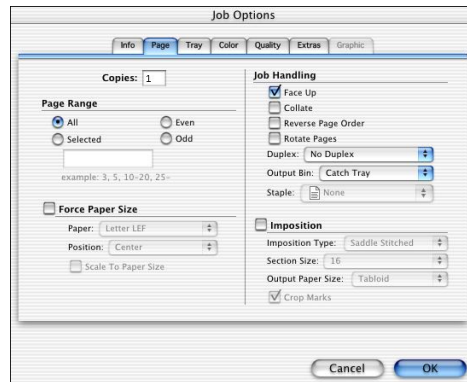 Job Options
Info Page Tray Color Quality Extras Graphic
Copies: 1
Page Range
All
Even
Selected
Odd
example: 3, 5, 10-20, 25-
Force Paper Size
Paper: Letter LEF
Position: Center
Scale To Paper Size
Job Handling
Face Up
Collate
Reverse Page Order
Rotate Pages
Duplex: No Duplex
Output Bin: Catch Tray
Staple: None
Imposition
Imposition Type: Saddle Stitched
Section Size: 16
Output Paper Size: Tabloid
Crop Marks
Cancel OK